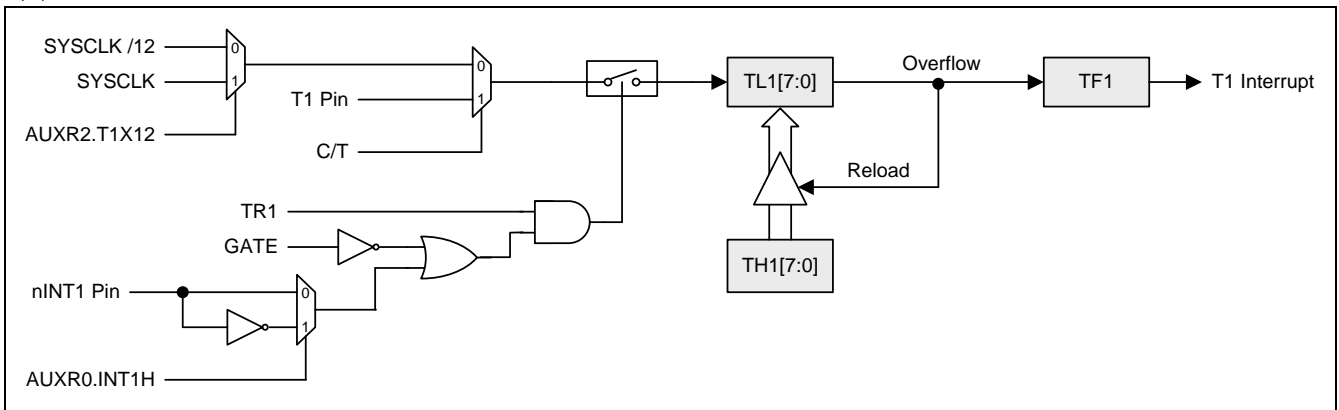 SYSCLK /12
0
Overflow
SYSCLK
1
0
TL1[7:0]
TF1
T1 Interrupt
T1 Pin
1
AUXR2.T1X12
C/T
Reload
TR1
GATE
TH1[7:0]
nINT1 Pin
0
1
AUXR0.INT1H